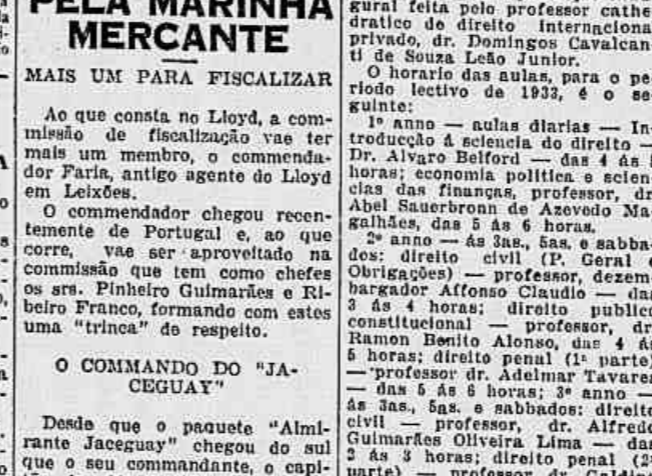 PELA MARINHA
MERCANTE
MAIS UM PARA FISCALIZAR
Ao que consta no Lloyd, a com-
missão de fiscalização vae ter
mais um membro, o commenda-
dor Faria, antigo agente do Lloyd
em Leixões.
O commendador chegou recen-
temente de Portugal e, ao que
corre, vae ser aproveitado na
commissão que tem como chefes
os srs. Pinheiro Guimarães e Ri-
beiro Franco, formando com estes
uma "trinca" de respeito.
O COMMANDO DO "JA-
CEGUAY"
Desde que o paquete "Almi-
rante Jaceguay" chegou do sul
que o seu commandante, o capi-
gural feita pelo professor cathe
dratico de direito internaciona
privado, dr. Domingos Cavalcan
ti de Souza Leão Junior.
O horario das aulas, para o pe
riodo lectivo de 1933, é o se
guinte:
1º anno — aulas diarias — In
troducção á sciencia do direito —
Dr. Alvaro Belford — das 4 ás 5
horas; economia politica e scien
cias das finanças, professor, dr
Abel Sauerbronn de Azevedo Ma
galhães, das 5 ás 6 horas.
2º anno — ás 3as., 5as. e sabba
dos: direito civil (P. Geral e
Obrigações) — professor, dezem
bargador Affonso Claudio — das
3 ás 4 horas; direito publico
constitucional — professor, dr
Ramon Benito Alonso, das 4 ás
5 horas; direito penal (1ª parte)
— professor dr. Adelmar Tavares
— das 5 ás 6 horas; 3º anno —
ás 3as., 5as. e sabbados: direito
civil — professor, dr. Alfredo
Guimarães Oliveira Lima — das
2 ás 3 horas; direito penal (2ª
parte) — professor dr.